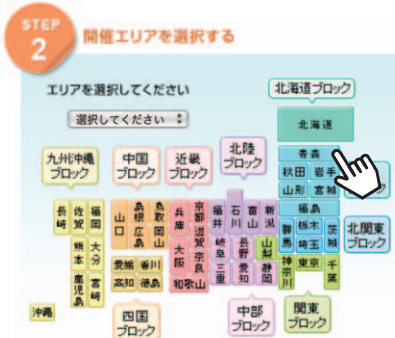 STEP
2
開催エリアを選択する
エリアを選択してください
選択してください
北海道ブロック
北海道
九州沖縄
ブロック
中国
ブロック
近畿
ブロック
北陸
ブロック
青森
秋田 岩手
山形 宮城
福島
ック
長崎 佐賀 福岡
熊本 大分
鹿児島 宮崎
沖縄
山口 島根 鳥取
広島 岡山
愛媛 香川
高知 徳島
四国
ブロック
兵庫 京都 滋賀
大阪 奈良
和歌山
福井 石川 富山 新潟
岐阜 長野 山梨
三重 愛知 静岡
中部
ブロック
群馬 栃木 茨城
埼玉
神奈川 東京 千葉
北関東
ブロック
関東
ブロック